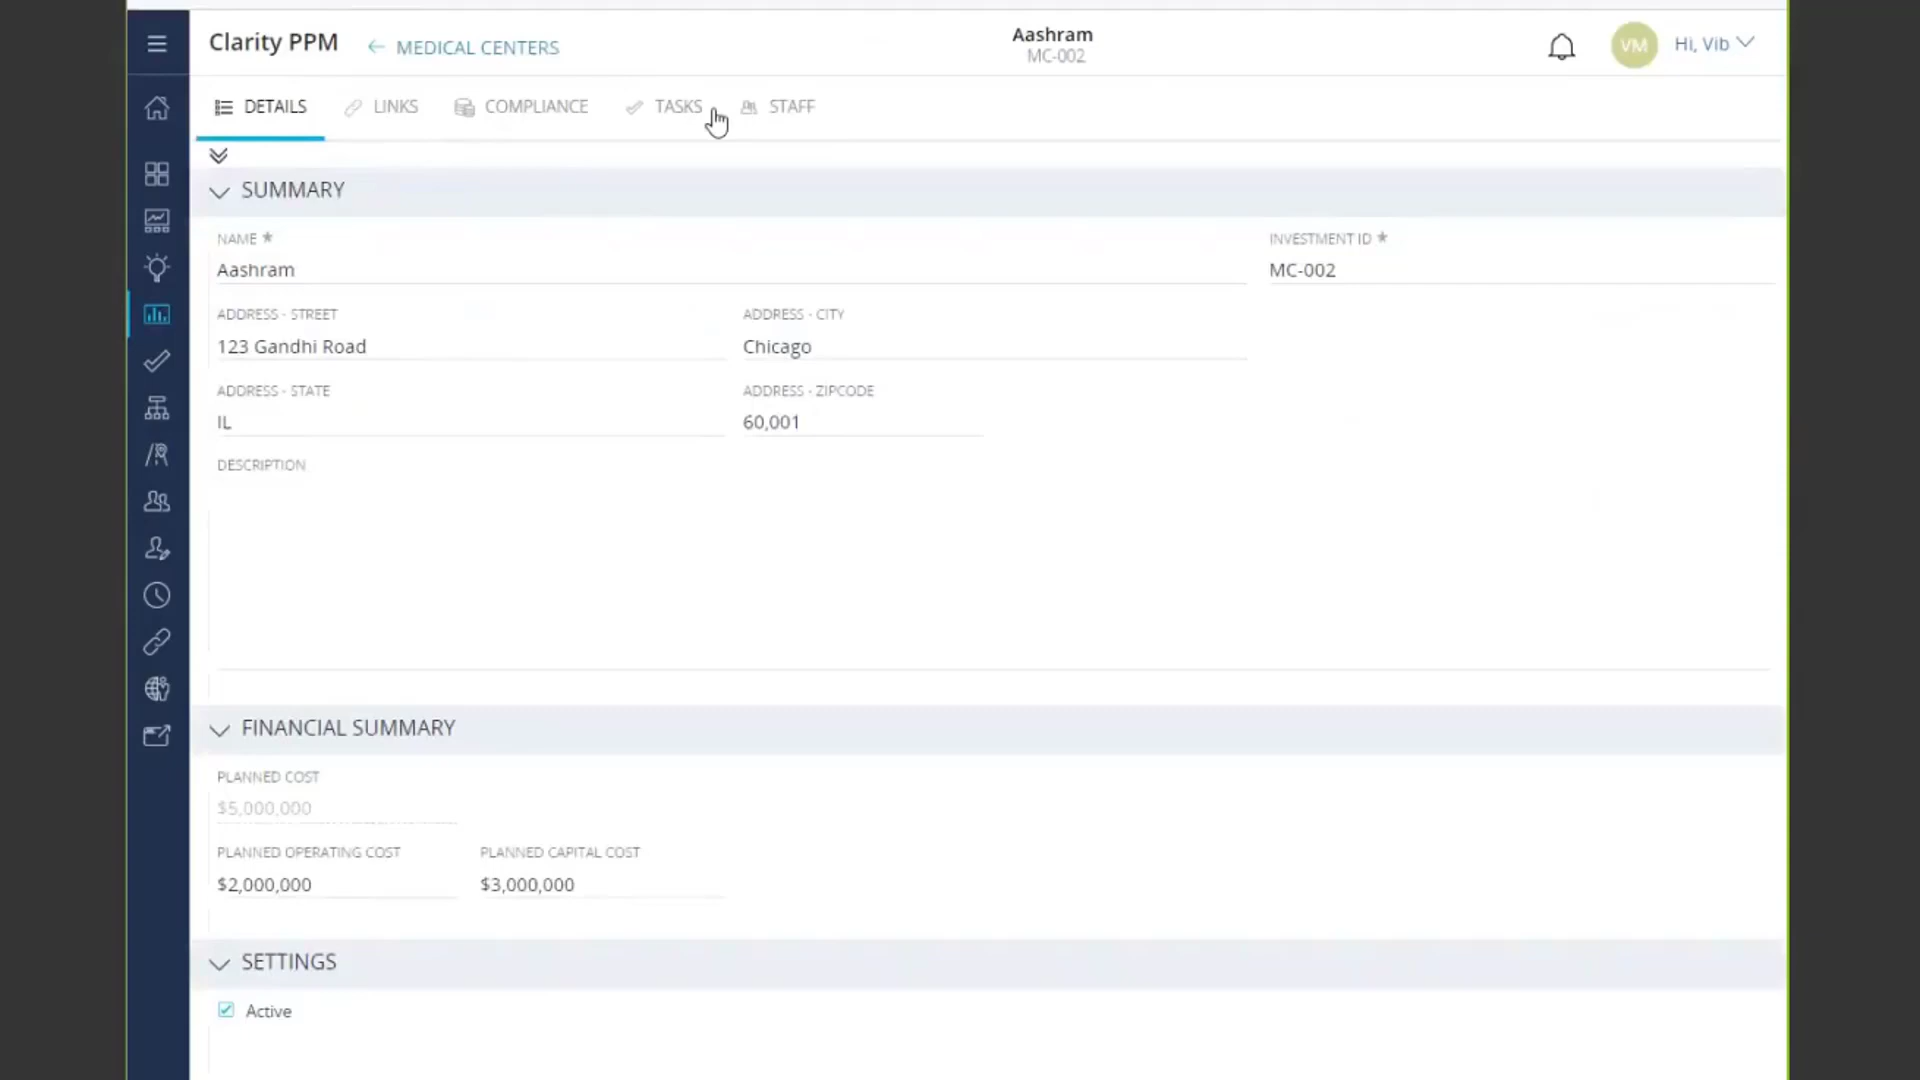 Clarity PPM
MEDICAL CENTERS
Aashram
MC-002
VM
Hi, Vib
DETAILS
LINKS
COMPLIANCE
TASKS
STAFF
SUMMARY
NAME *
INVESTMENT ID *
Aashram
MC-002
ADDRESS - STREET
ADDRESS - CITY
123 Gandhi Road
Chicago
ADDRESS - STATE
ADDRESS - ZIPCODE
IL
60,001
DESCRIPTION
FINANCIAL SUMMARY
PLANNED COST
$5,000,000
PLANNED OPERATING COST
PLANNED CAPITAL COST
$2,000,000
$3,000,000
SETTINGS
Active